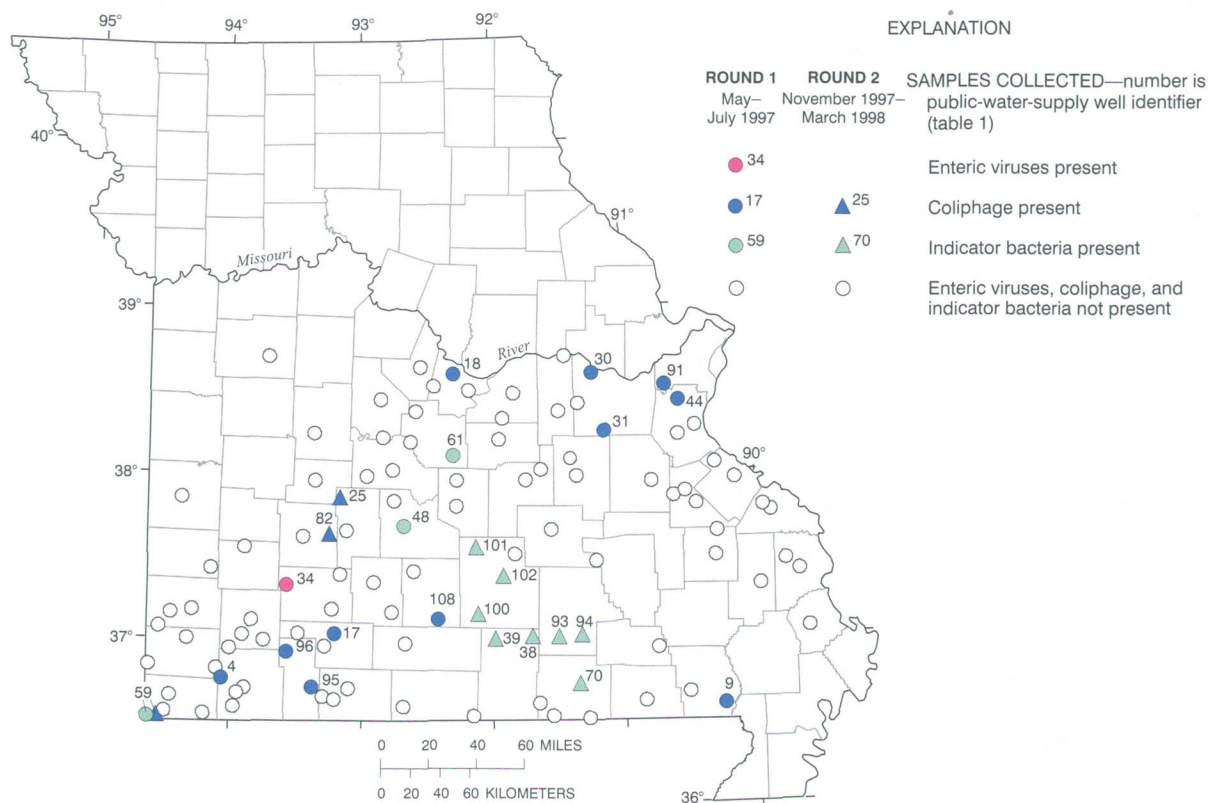 EXPLANATION
ROUND 1
May–
July 1997
ROUND 2
November 1997–
March 1998
SAMPLES COLLECTED—number is
public-water-supply well identifier
(table 1)
34
Enteric viruses present
17
25
Coliphage present
59
70
Indicator bacteria present
Enteric viruses, coliphage, and
indicator bacteria not present
95°
94°
93°
92°
40°
91°
Missouri
39°
River
18
30
91
44
31
61
90°
38°
25
82
48
101
102
34
108
100
37°
17
96
39
38
93
94
4
95
70
9
59
0 20 40 60 MILES
0 20 40 60 KILOMETERS
36°